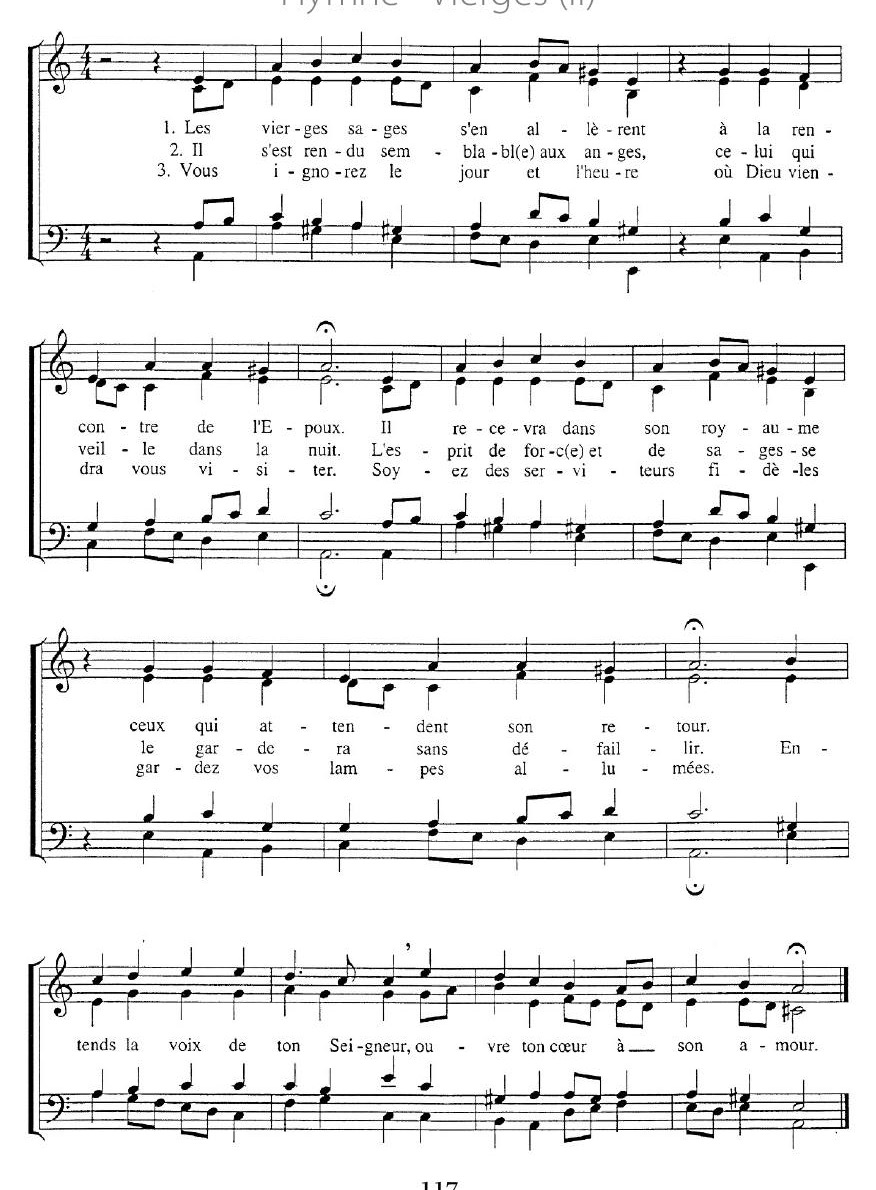 Hymne - Vierges (II)
1. Les vier - ges sa - ges s'en al - lè - rent à la ren -
2. Il s'est ren - du sem - bla - bl(e) aux an - ges, ce - lui qui
3. Vous i - gno - rez le jour et l'heu - re où Dieu vien -
con - tre de l'E - poux. Il re - ce - vra dans son roy - au - me
veil - le dans la nuit. L'es - prit de for - c(e) et de sa - ges - se
dra vous vi - si - ter. Soy - ez des ser - vi - teurs fi - dè - les
ceux qui at - ten - dent son re - tour.
le gar - de - ra sans dé - fail - lir. En -
gar - dez vos lam - pes al - lu - mées.
tends la voix de ton Sei - gneur, ou - vre ton cœur à son a - mour.
117